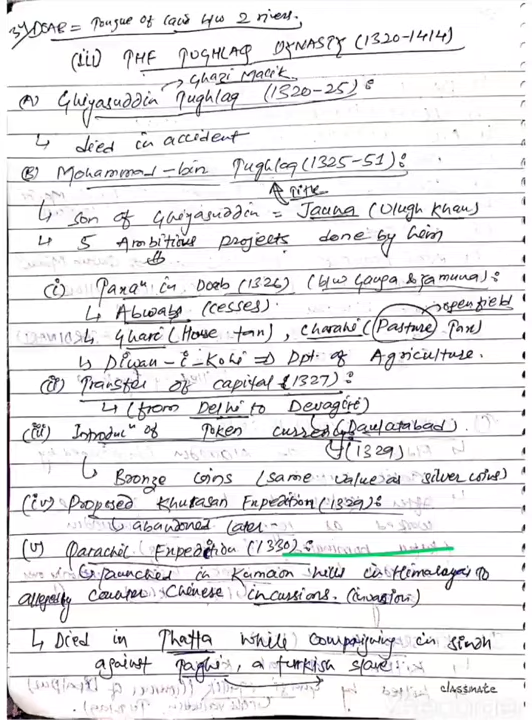 3) DOAB = Tongue of land b/w 2 rivers.
(iii) THE TUGHLAQ DYNASTY (1320-1414)
→ Ghazi Malik
(A) Ghiyasuddin Tughlaq (1320-25) :
↳ died in accident
(B) Mohammad-bin Tughlaq (1325-51) :
↳ son of Ghiyasuddin = Jauna (Ulugh Khan) title
↳ 5 Ambitious projects done by him
(i) Taxaⁿ in Doab (1326) (b/w Ganga & Yamuna) :
↳ Abwabs (cesses). open field
↳ Ghari (House tax), charahi (Pasture Tax)
↳ Diwan-i-Kohi ⇒ Dpt. of Agriculture.
(ii) Transfer of capital (1327) :
↳ (from Delhi to Devagiri)
(iii) Introducⁿ of Token currency (Daulatabad)
(1329)
↳ Bronze coins (same value as silver coins)
(iv) Proposed Khurasan Expedition (1329) :
↳ abandoned later
(v) Qarachil Expedition (1330) :
↳ launched in Kumaon hills in Himalayas to
allegedly counter Chinese incussions. (invasion)
↳ Died in Thatta while campaigning in Sindh
against Taghi, a turkish slave
classmate